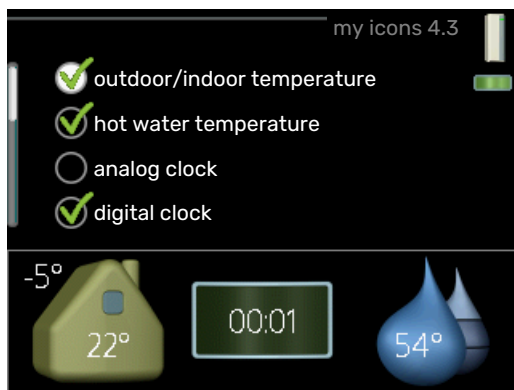 my icons 4.3
outdoor/indoor temperature
hot water temperature
analog clock
digital clock
-5°
22°
00:01
54°